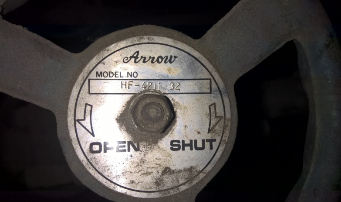 Arrow
MODEL NO
HF-4211-32
OPEN SHUT